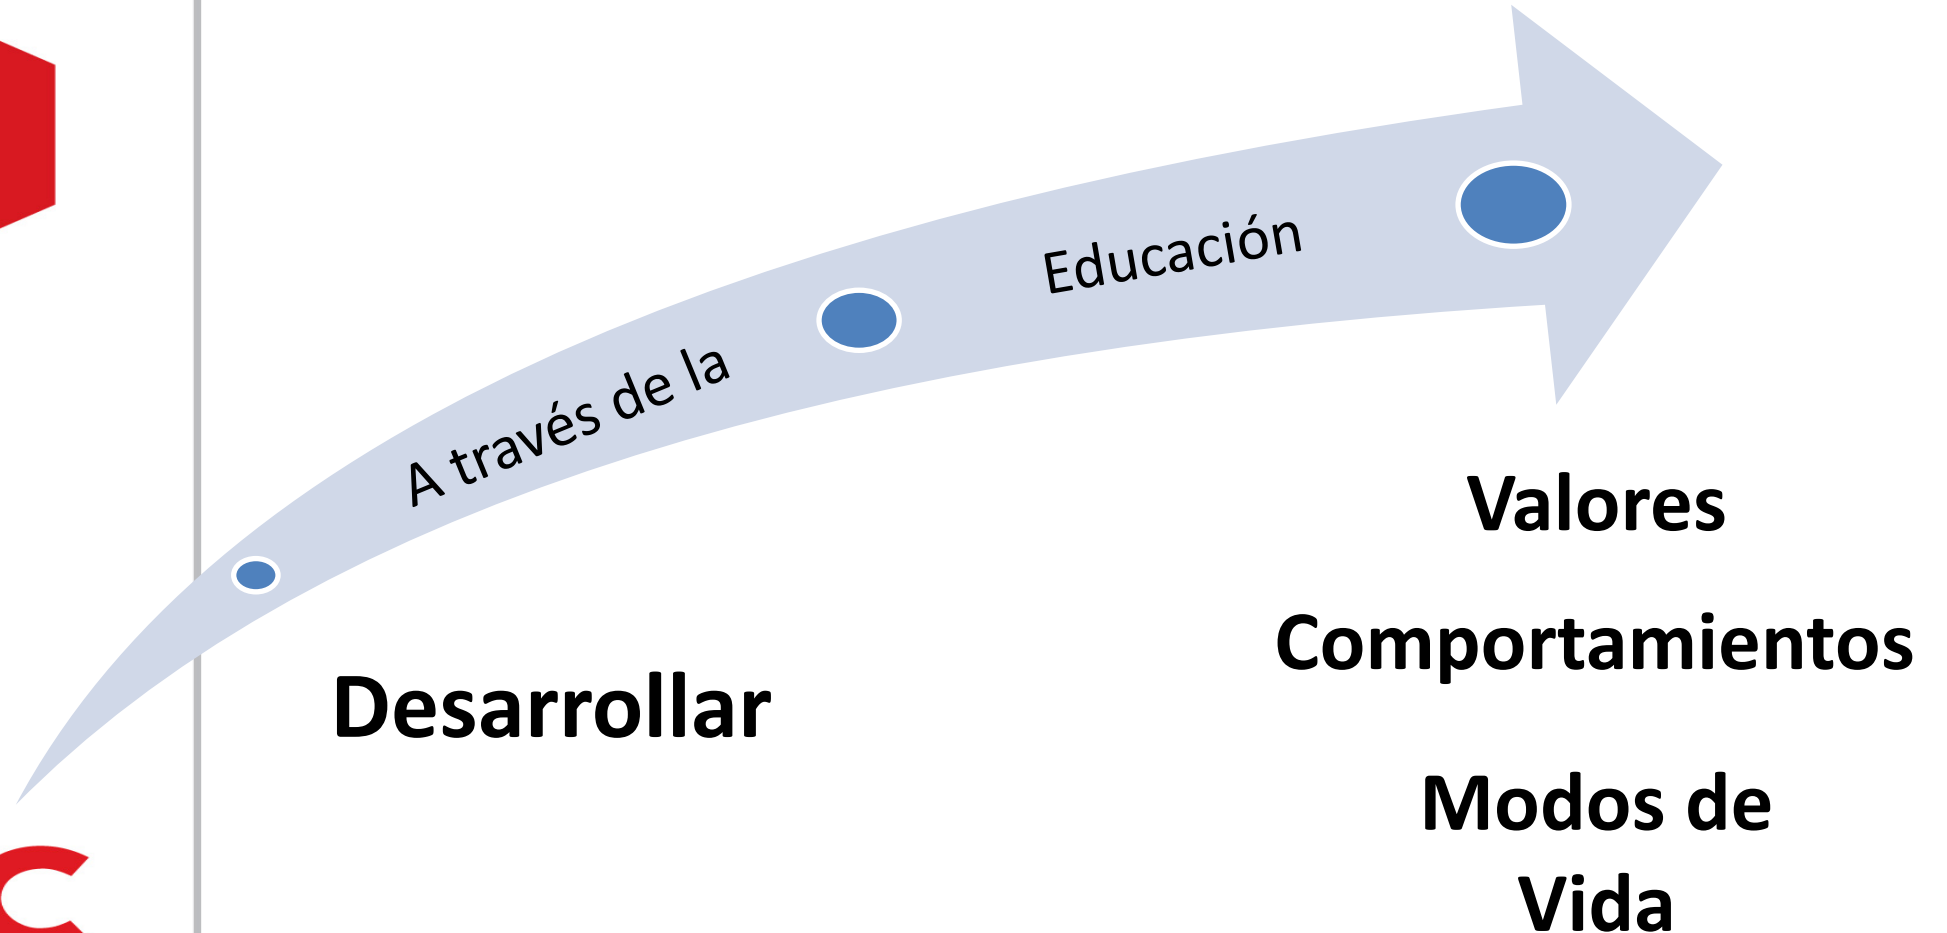 A través de la
Educación
Desarrollar
Valores
Comportamientos
Modos de
Vida